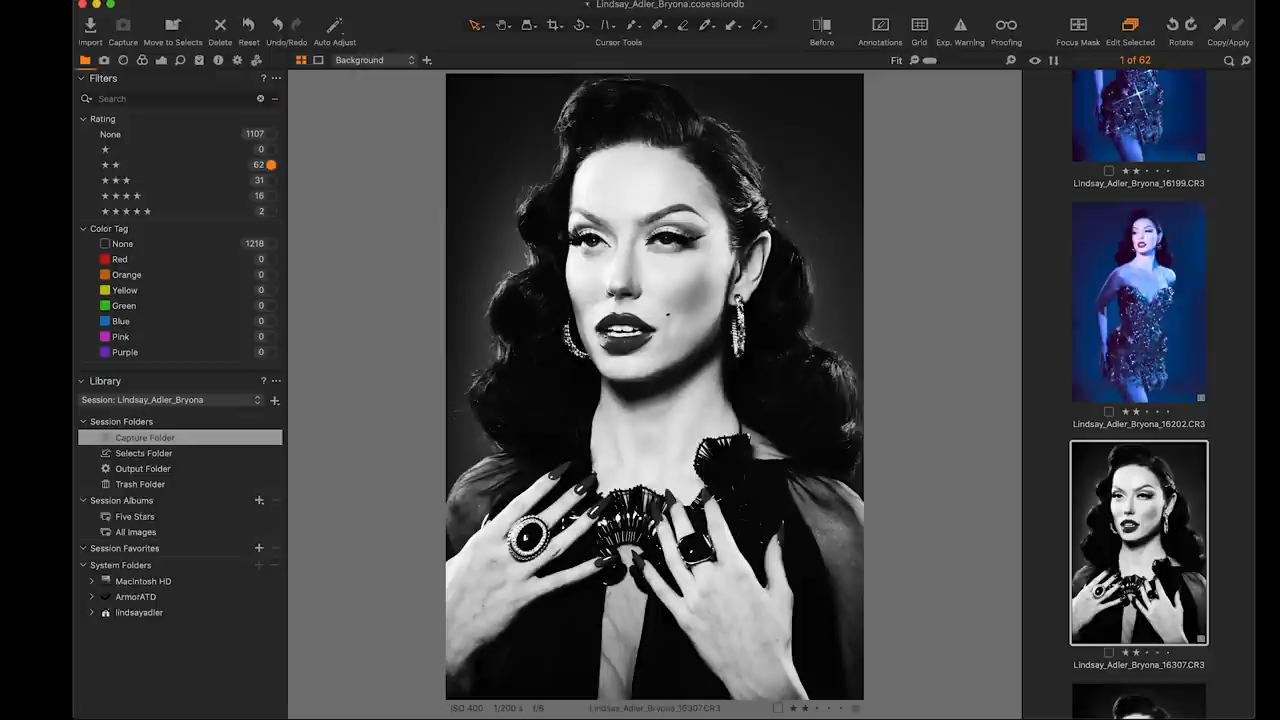 Lindsay_Adler_Bryona.cosessiondb
Import Capture Move to Selects Delete Reset Undo/Redo Auto Adjust Cursor Tools Before Annotations Grid Exp. Warning Proofing Focus Mask Edit Selected Rotate Copy/Apply
Background Fit 1 of 62
Filters ?
Search
Rating
None 1107
0
62
31
16
2
Color Tag
None 1218
Red 0
Orange 0
Yellow 0
Green 0
Blue 0
Pink 0
Purple 0
Library ?
Session: Lindsay_Adler_Bryona
Session Folders
Capture Folder
Selects Folder
Output Folder
Trash Folder
Session Albums
Five Stars
All Images
Session Favorites
System Folders
Macintosh HD
ArmorATD
lindsayadler
ISO 400 1/200 s f/8 Lindsay_Adler_Bryona_16307.CR3
Lindsay_Adler_Bryona_16199.CR3
Lindsay_Adler_Bryona_16202.CR3
Lindsay_Adler_Bryona_16307.CR3